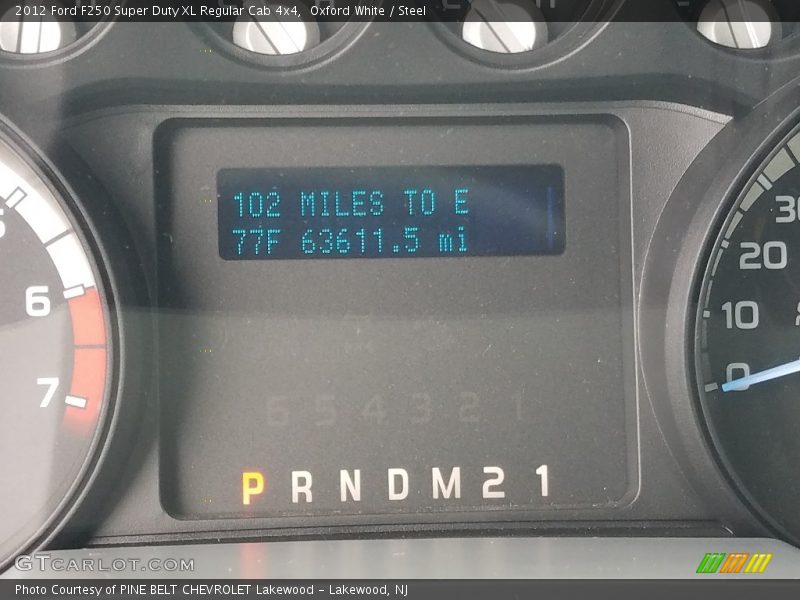 2012 Ford F250 Super Duty XL Regular Cab 4x4,  Oxford White / Steel
102 MILES TO E
77F 63611.5 mi
6
7
30
20
10
0
6 5 4 3 2 1
P R N D M 2 1
GTCARLOT.COM
Photo Courtesy of PINE BELT CHEVROLET Lakewood - Lakewood, NJ